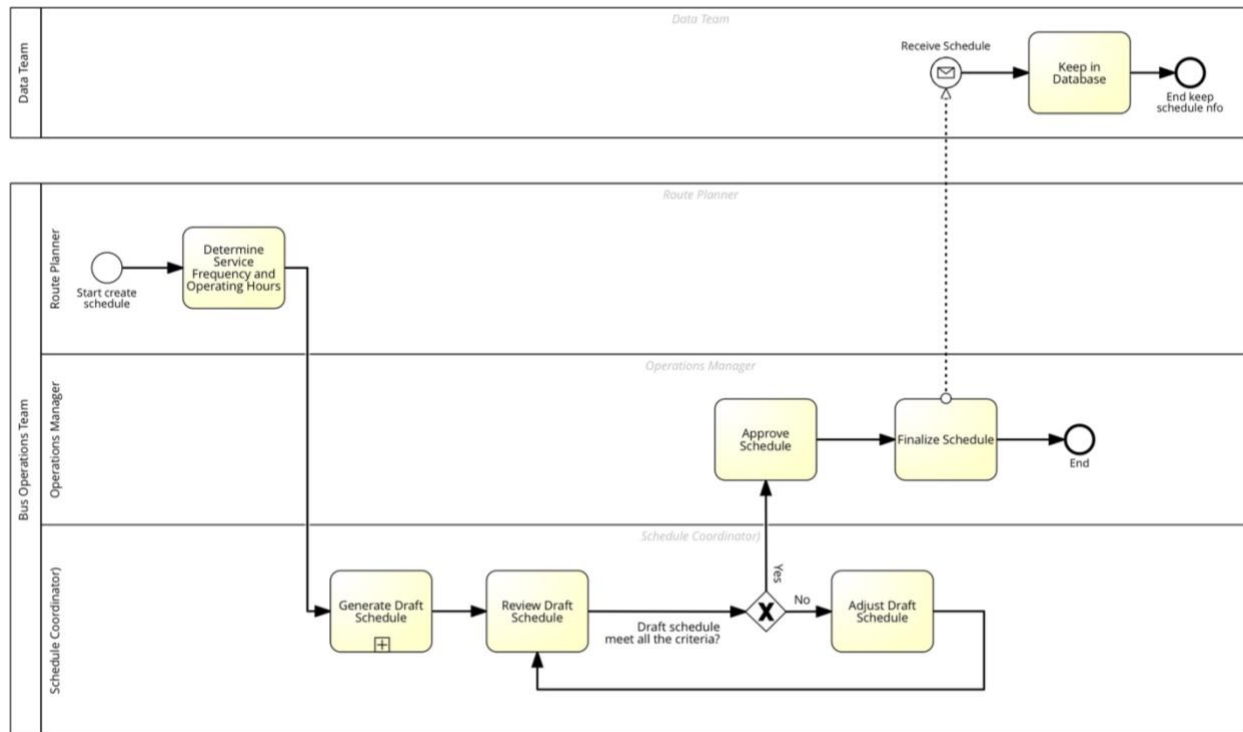 Data Team
Data Team
Receive Schedule
Keep in
Database
End keep
schedule nfo
Bus Operations Team
Route Planner
Route Planner
Start create
schedule
Determine
Service
Frequency and
Operating Hours
Operations Manager
Operations Manager
Approve
Schedule
Finalize Schedule
End
Schedule Coordinator)
Schedule Coordinator)
Generate Draft
Schedule
Review Draft
Schedule
Draft schedule
meet all the criteria?
Yes
No
Adjust Draft
Schedule